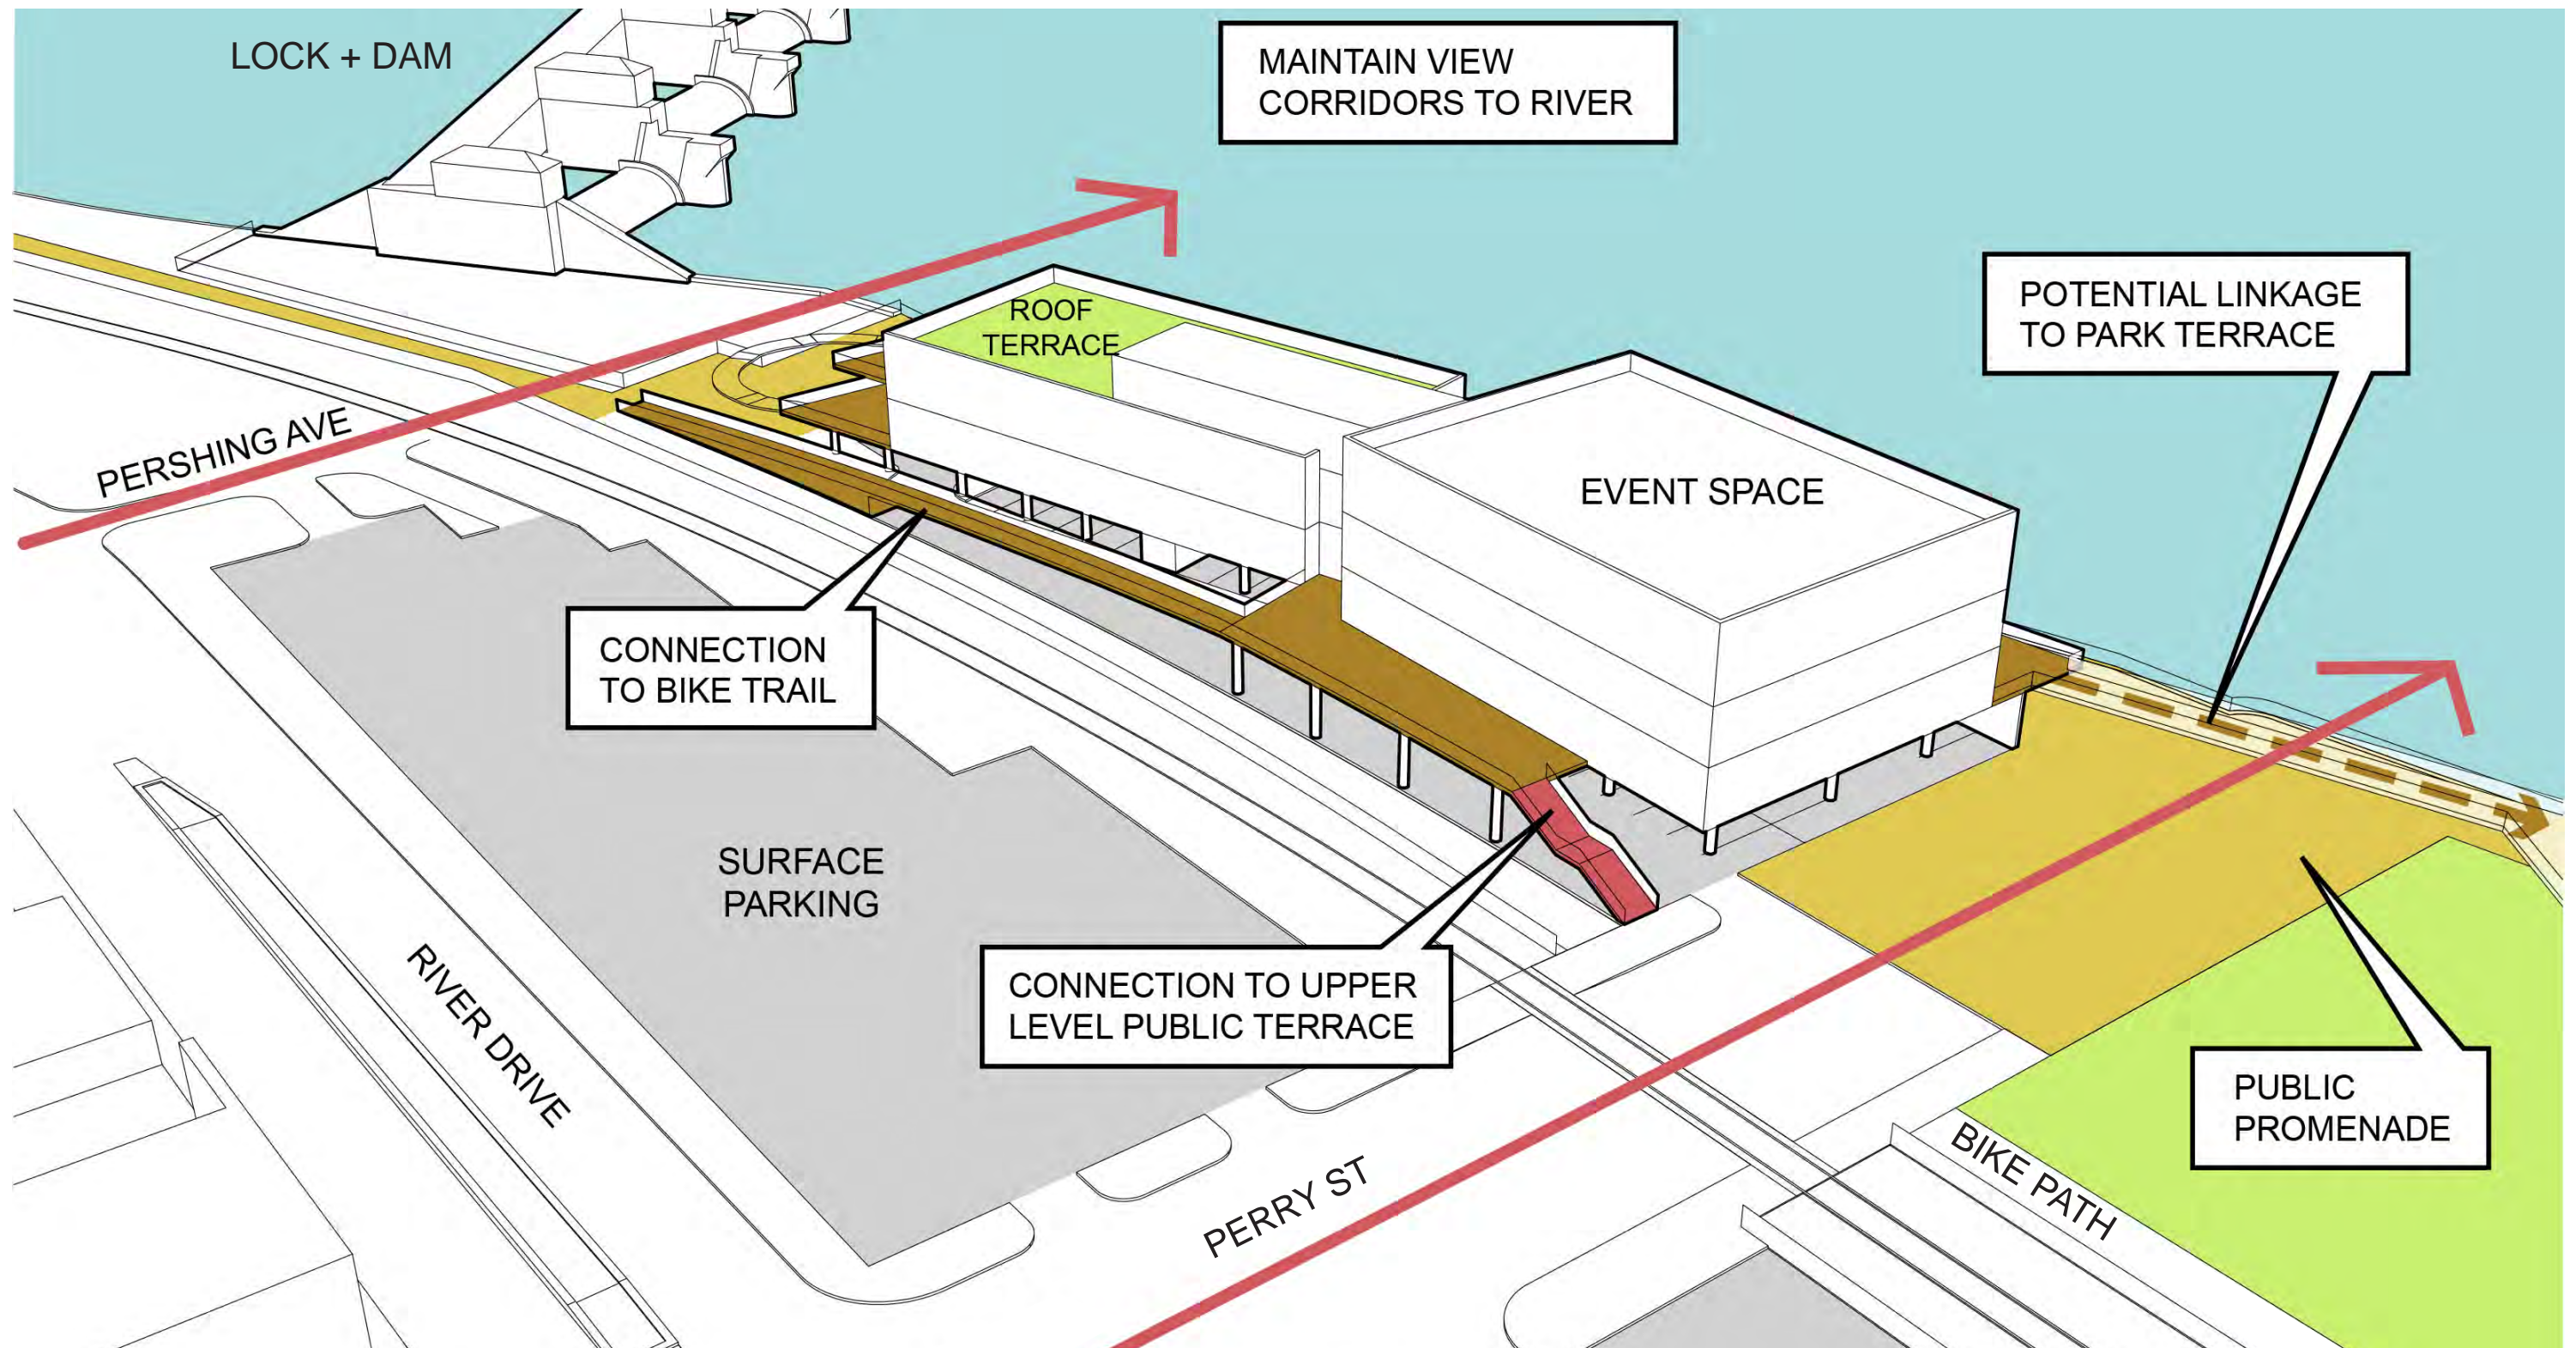 LOCK + DAM
MAINTAIN VIEW
CORRIDORS TO RIVER
POTENTIAL LINKAGE
TO PARK TERRACE
ROOF
TERRACE
PERSHING AVE
EVENT SPACE
CONNECTION
TO BIKE TRAIL
SURFACE
PARKING
RIVER DRIVE
CONNECTION TO UPPER
LEVEL PUBLIC TERRACE
PUBLIC
PROMENADE
PERRY ST
BIKE PATH